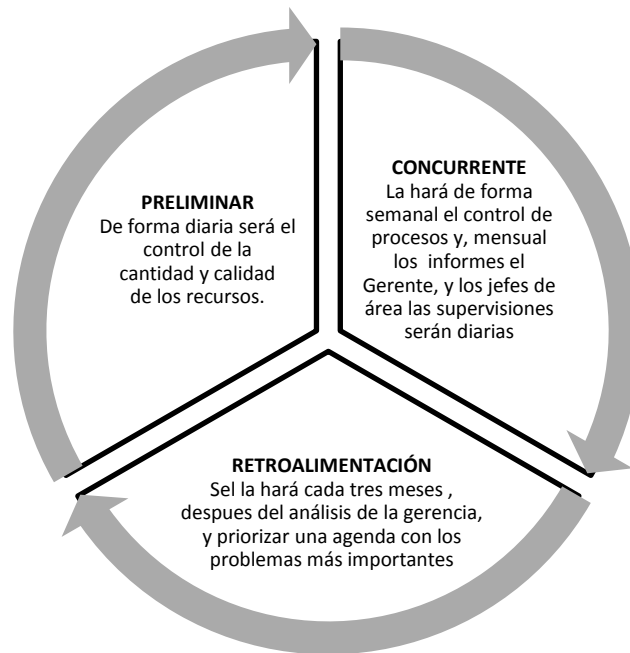 PRELIMINAR
De forma diaria será el
control de la
cantidad y calidad
de los recursos.
CONCURRENTE
La hará de forma
semanal el control de
procesos y, mensual
los informes el
Gerente, y los jefes de
área las supervisiones
serán diarias
RETROALIMENTACIÓN
Sel la hará cada tres meses ,
despues del análisis de la gerencia,
y priorizar una agenda con los
problemas más importantes